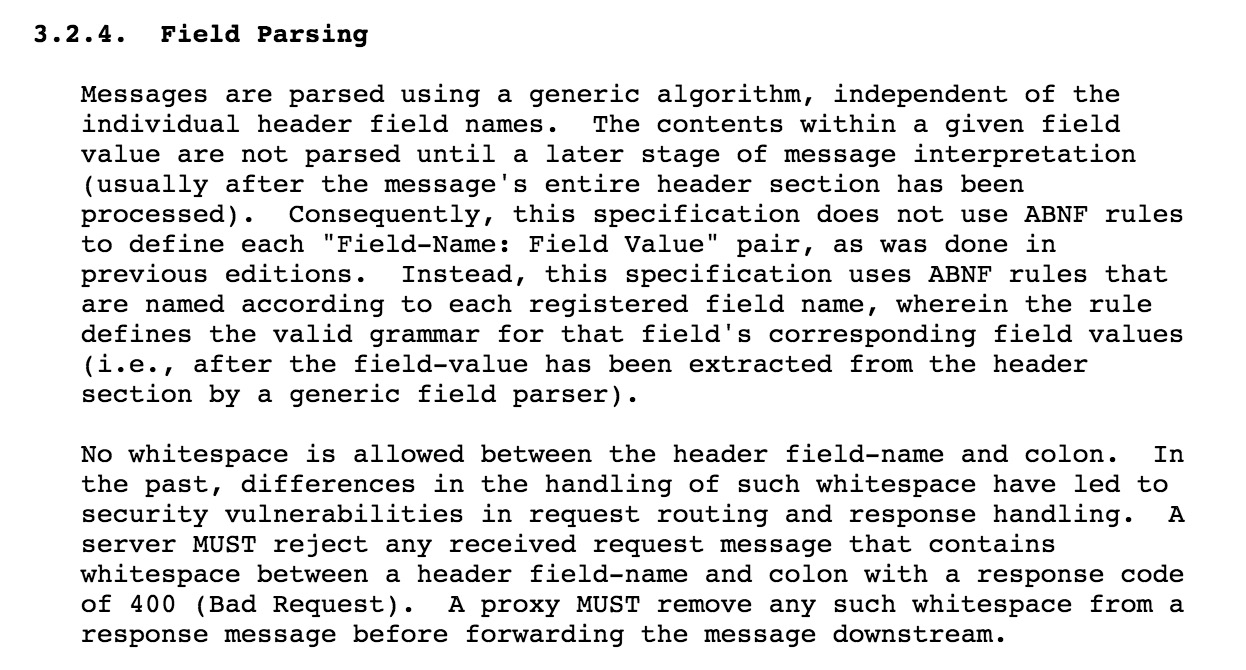 3.2.4.  Field Parsing
Messages are parsed using a generic algorithm, independent of the
individual header field names.  The contents within a given field
value are not parsed until a later stage of message interpretation
(usually after the message's entire header section has been
processed).  Consequently, this specification does not use ABNF rules
to define each "Field-Name: Field Value" pair, as was done in
previous editions.  Instead, this specification uses ABNF rules that
are named according to each registered field name, wherein the rule
defines the valid grammar for that field's corresponding field values
(i.e., after the field-value has been extracted from the header
section by a generic field parser).
No whitespace is allowed between the header field-name and colon.  In
the past, differences in the handling of such whitespace have led to
security vulnerabilities in request routing and response handling.  A
server MUST reject any received request message that contains
whitespace between a header field-name and colon with a response code
of 400 (Bad Request).  A proxy MUST remove any such whitespace from a
response message before forwarding the message downstream.